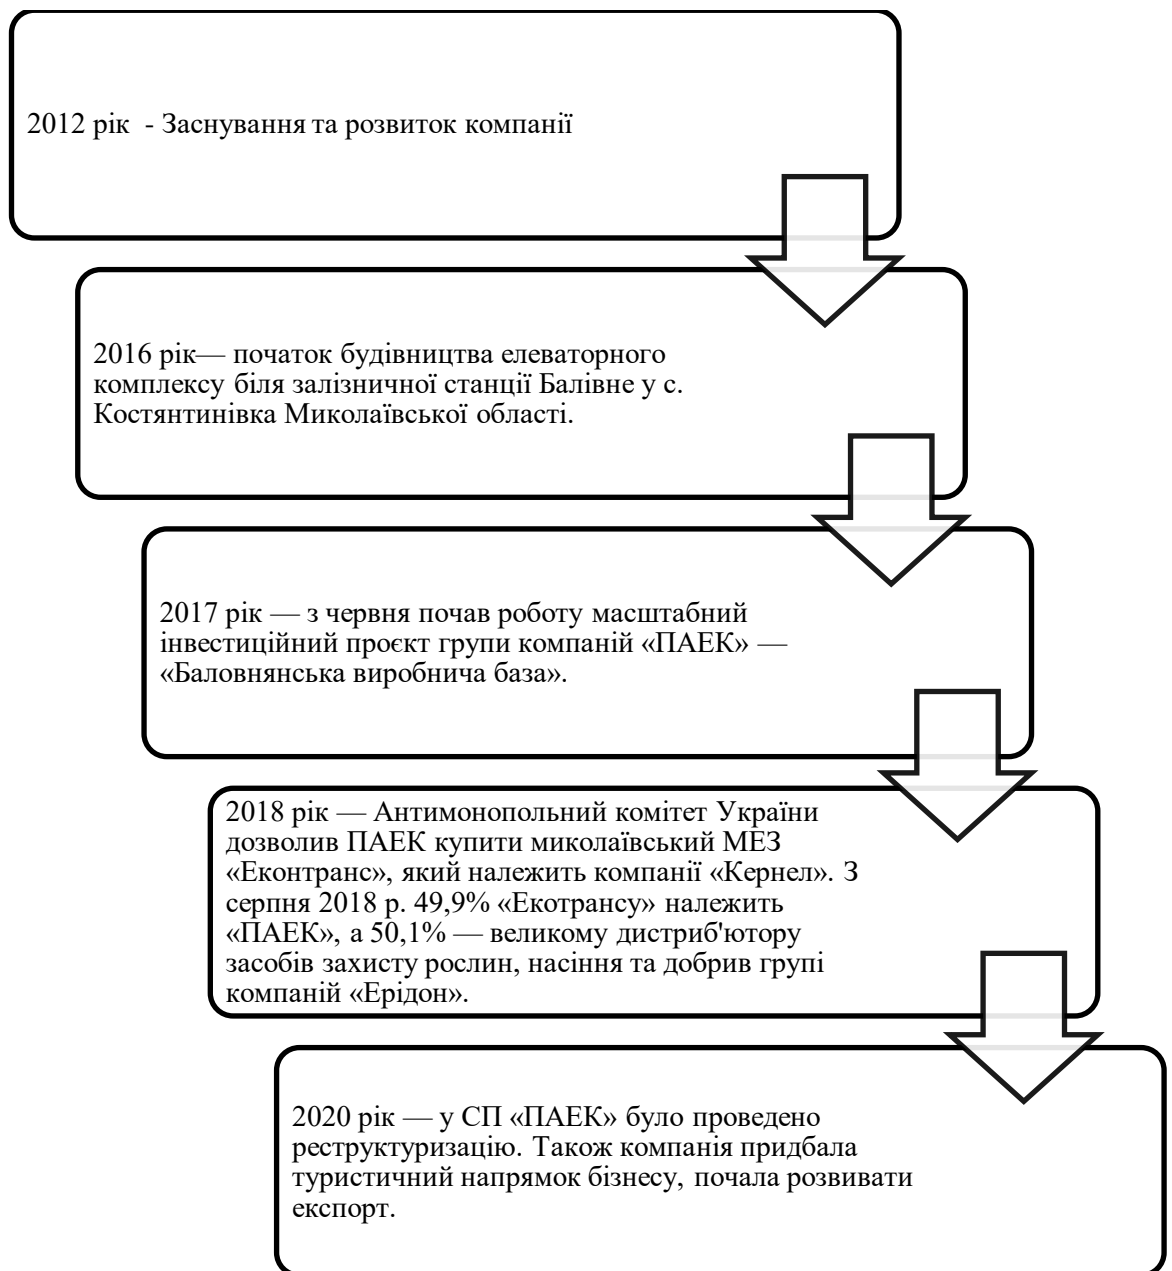 2012 рік  - Заснування та розвиток компанії
2016 рік— початок будівництва елеваторного
комплексу біля залізничної станції Балівне у с.
Костянтинівка Миколаївської області.
2017 рік — з червня почав роботу масштабний
інвестиційний проєкт групи компаній «ПАЕК» —
«Баловнянська виробнича база».
2018 рік — Антимонопольний комітет України
дозволив ПАЕК купити миколаївський МЕЗ
«Еконтранс», який належить компанії «Кернел». З
серпня 2018 р. 49,9% «Екотрансу» належить
«ПАЕК», а 50,1% — великому дистриб'ютору
засобів захисту рослин, насіння та добрив групі
компаній «Ерідон».
2020 рік — у СП «ПАЕК» було проведено
реструктуризацію. Також компанія придбала
туристичний напрямок бізнесу, почала розвивати
експорт.